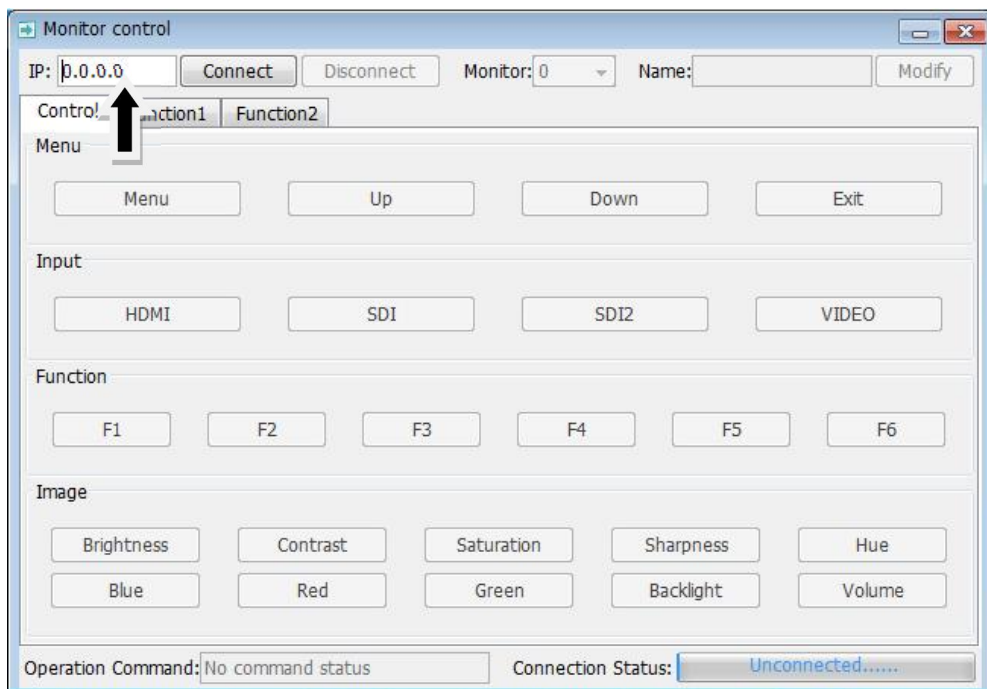 Monitor control
IP: 0.0.0.0 Connect Disconnect Monitor: 0 Name: Modify
Control Function2
Menu
Menu Up Down Exit
Input
HDMI SDI SDI2 VIDEO
Function
F1 F2 F3 F4 F5 F6
Image
Brightness Contrast Saturation Sharpness Hue
Blue Red Green Backlight Volume
Operation Command: No command status Connection Status: Unconnected......